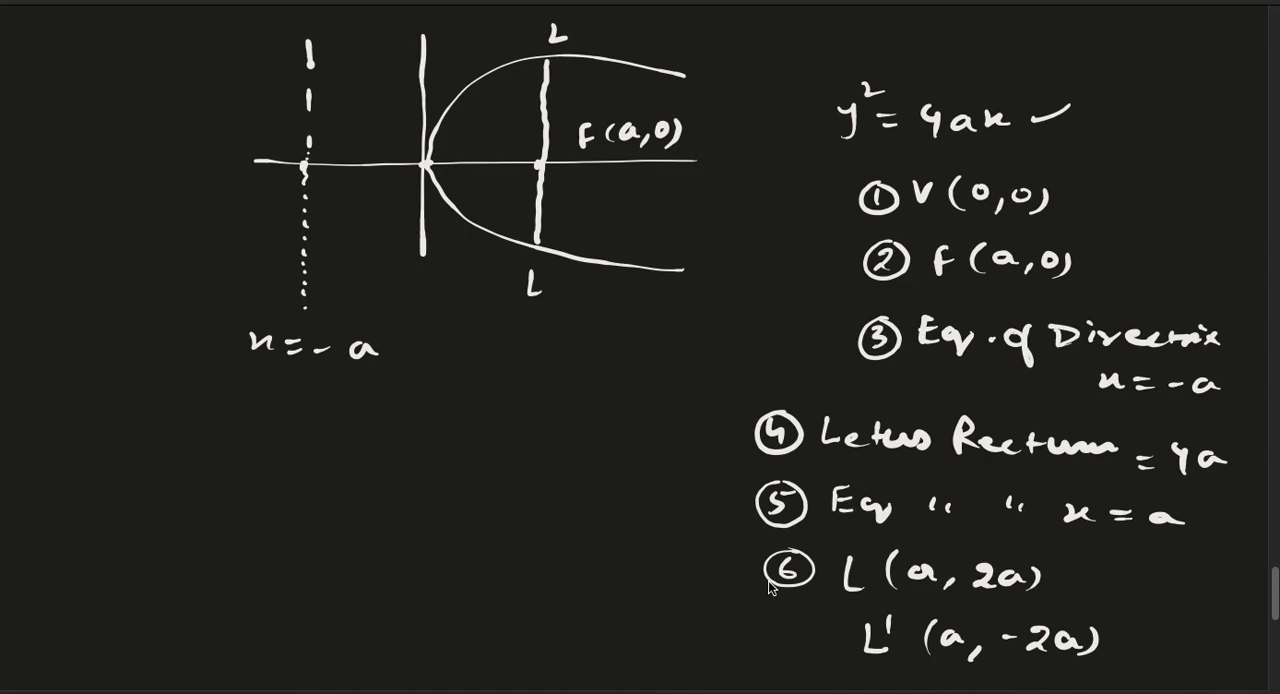 L
F(a,0)
L
x = - a
y² = 4ax ✓
① V (0,0)
② F (a,0)
③ Eq. of Directrix
x = - a
④ Letus Rectum = 4a
⑤ Eq " " x = a
⑥ L (a, 2a)
L' (a, -2a)